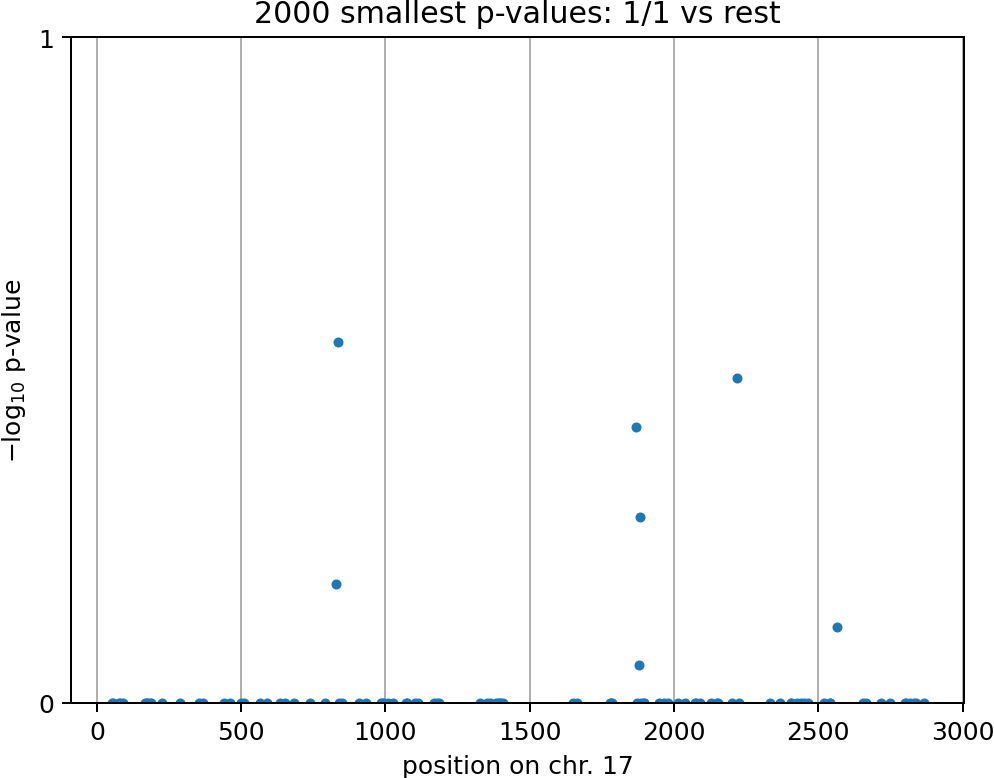 2000 smallest p-values: 1/1 vs rest
1
−log10 p-value
0
0 500 1000 1500 2000 2500 3000
position on chr. 17